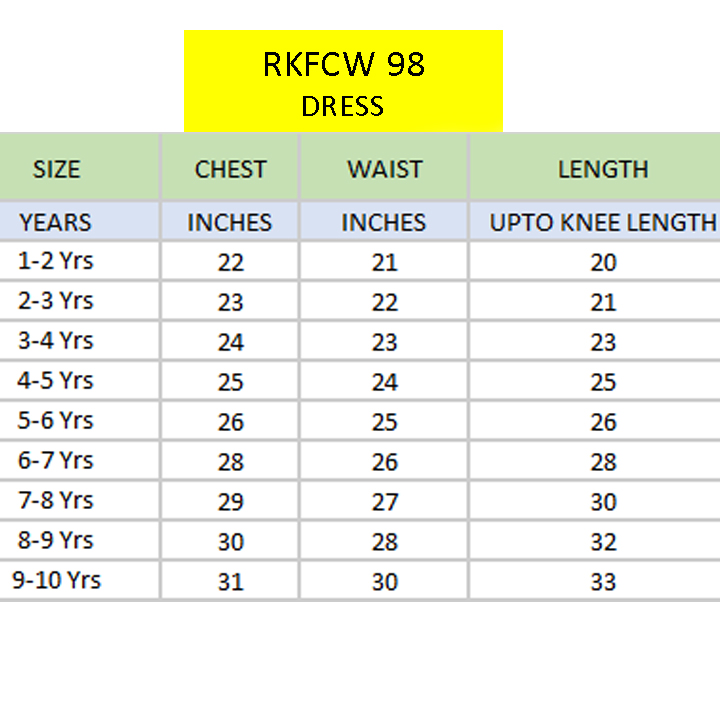 RKFCW 98
DRESS
SIZE CHEST WAIST LENGTH
YEARS INCHES INCHES UPTO KNEE LENGTH
1-2 Yrs 22 21 20
2-3 Yrs 23 22 21
3-4 Yrs 24 23 23
4-5 Yrs 25 24 25
5-6 Yrs 26 25 26
6-7 Yrs 28 26 28
7-8 Yrs 29 27 30
8-9 Yrs 30 28 32
9-10 Yrs 31 30 33